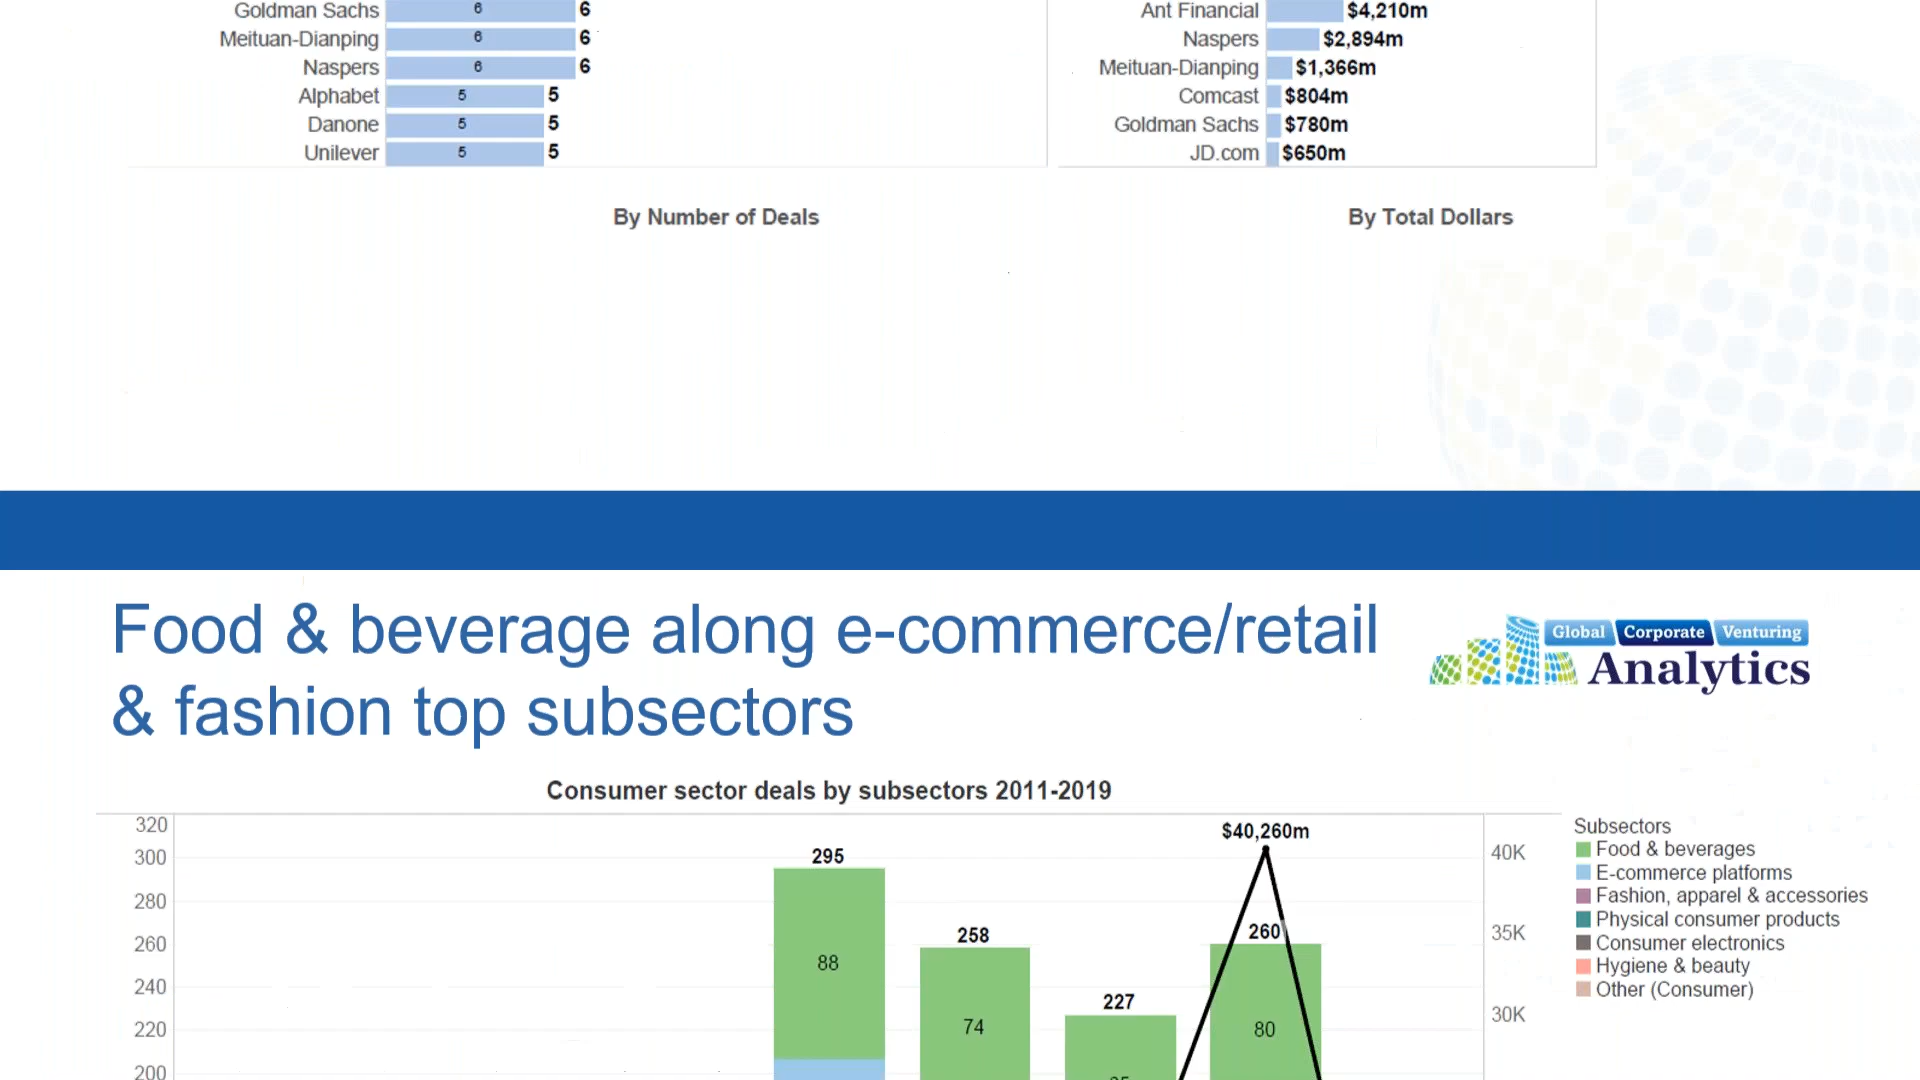 Goldman Sachs 6 6
Meituan-Dianping 6 6
Naspers 6 6
Alphabet 5 5
Danone 5 5
Unilever 5 5
By Number of Deals
Ant Financial $4,210m
Naspers $2,894m
Meituan-Dianping $1,366m
Comcast $804m
Goldman Sachs $780m
JD.com $650m
By Total Dollars
Food & beverage along e-commerce/retail
& fashion top subsectors
Global Corporate Venturing
Analytics
Consumer sector deals by subsectors 2011-2019
320
300
280
260
240
220
200
295
88
258
74
227
$40,260m
260
80
40K
35K
30K
Subsectors
Food & beverages
E-commerce platforms
Fashion, apparel & accessories
Physical consumer products
Consumer electronics
Hygiene & beauty
Other (Consumer)